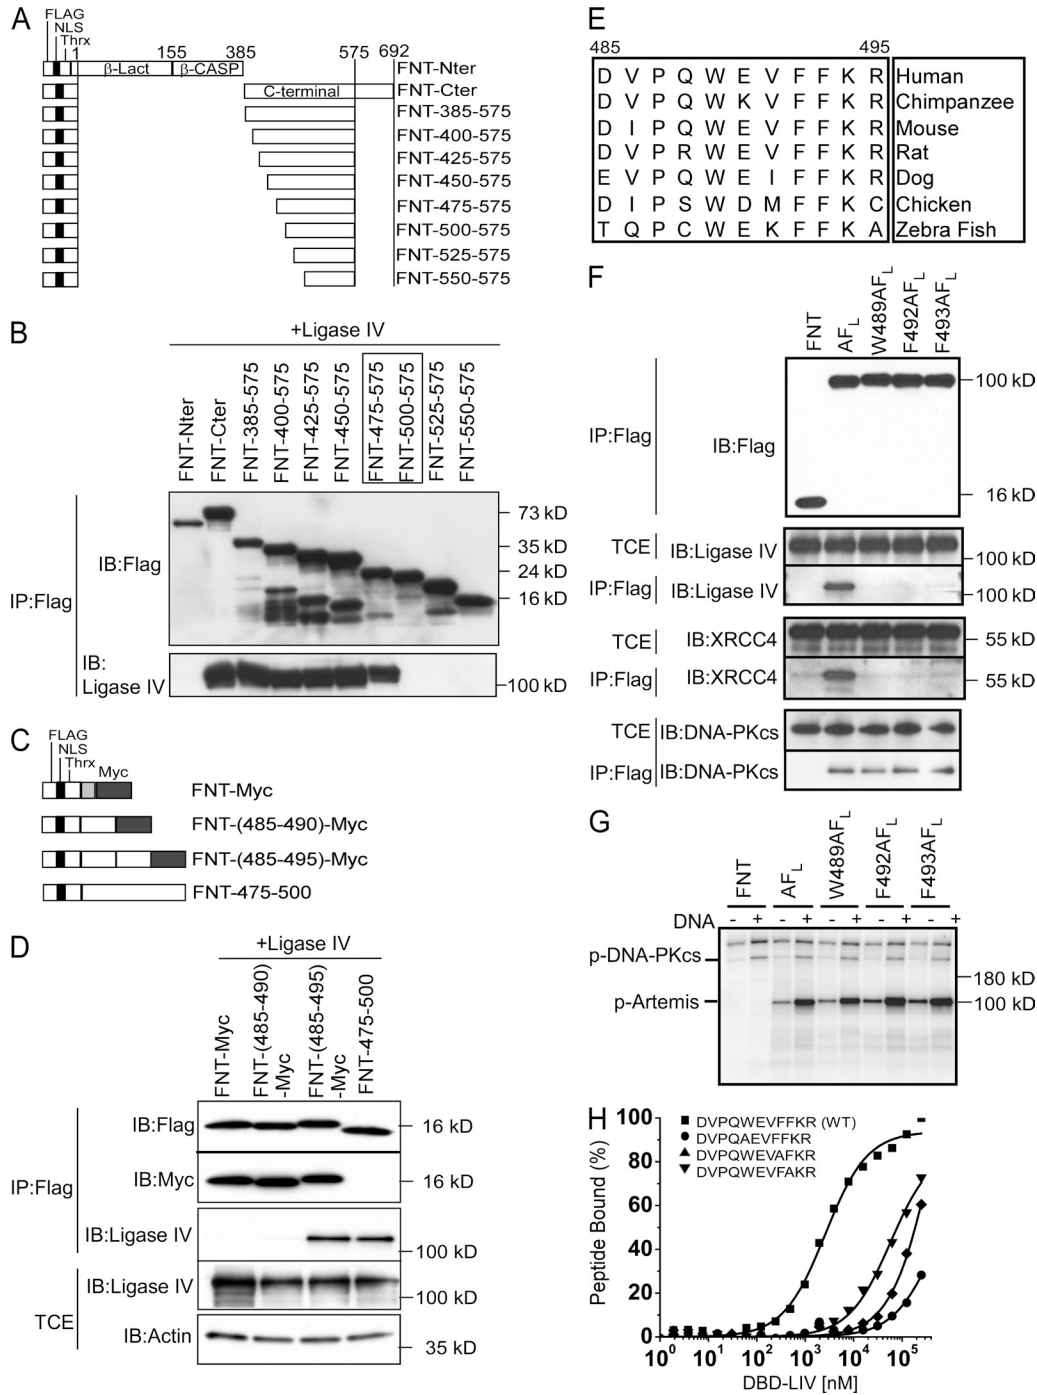 A
FLAG
NLS
Thrx 1 155 385 575 692
β-Lact β-CASP FNT-Nter
C-terminal FNT-Cter
FNT-385-575
FNT-400-575
FNT-425-575
FNT-450-575
FNT-475-575
FNT-500-575
FNT-525-575
FNT-550-575
B
+Ligase IV
FNT-Nter FNT-Cter FNT-385-575 FNT-400-575 FNT-425-575 FNT-450-575 FNT-475-575 FNT-500-575 FNT-525-575 FNT-550-575
IP:Flag
IB:Flag
73 kD
35 kD
24 kD
16 kD
IB:
Ligase IV
100 kD
C
FLAG
NLS
Thrx
Myc
FNT-Myc
FNT-(485-490)-Myc
FNT-(485-495)-Myc
FNT-475-500
D
+Ligase IV
FNT-Myc FNT-(485-490)-Myc FNT-(485-495)-Myc FNT-475-500
IP:Flag
IB:Flag 16 kD
IB:Myc 16 kD
IB:Ligase IV 100 kD
TCE
IB:Ligase IV 100 kD
IB:Actin 35 kD
E
485 495
D V P Q W E V F F K R Human
D V P Q W K V F F K R Chimpanzee
D I P Q W E V F F K R Mouse
D V P R W E V F F K R Rat
E V P Q W E I F F K R Dog
D I P S W D M F F K C Chicken
T Q P C W E K F F K A Zebra Fish
F
FNT AFL W489AFL F492AFL F493AFL
IP:Flag IB:Flag
100 kD
16 kD
TCE IB:Ligase IV 100 kD
IP:Flag IB:Ligase IV 100 kD
TCE IB:XRCC4 55 kD
IP:Flag IB:XRCC4 55 kD
TCE IB:DNA-PKcs
IP:Flag IB:DNA-PKcs
G
FNT AFL W489AFL F492AFL F493AFL
DNA - + - + - + - + - +
p-DNA-PKcs
180 kD
p-Artemis 100 kD
H
DVPQWEVFFKR (WT)
DVPQAEVFFKR
DVPQWEVAFKR
DVPQWEVFAKR
Peptide Bound (%)
100
80
60
40
20
0
10^0 10^1 10^2 10^3 10^4 10^5
DBD-LIV [nM]